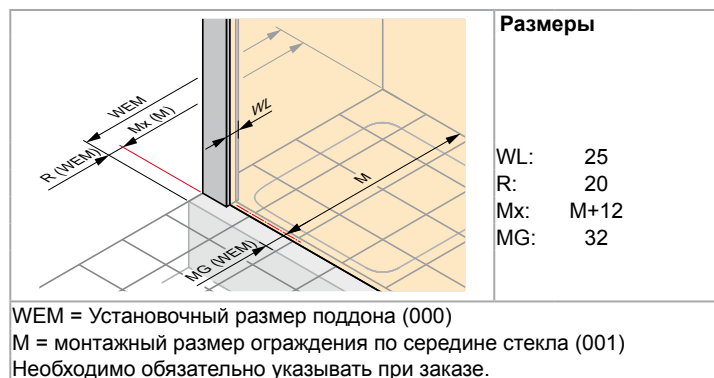 Размеры
WEM
Mx (M)
R (WEM)
WL
M
MG (WEM)
WL: 25
R: 20
Mx: M+12
MG: 32
WEM = Установочный размер поддона (000)
M = монтажный размер ограждения по середине стекла (001)
Необходимо обязательно указывать при заказе.